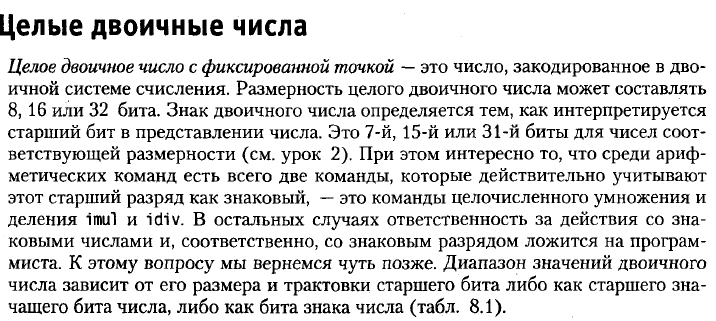 Целые двоичные числа
Целое двоичное число с фиксированной точкой — это число, закодированное в дво-
ичной системе счисления. Размерность целого двоичного числа может составлять
8, 16 или 32 бита. Знак двоичного числа определяется тем, как интерпретируется
старший бит в представлении числа. Это 7-й, 15-й или 31-й биты для чисел соот-
ветствующей размерности (см. урок 2). При этом интересно то, что среди ариф-
метических команд есть всего две команды, которые действительно учитывают
этот старший разряд как знаковый, — это команды целочисленного умножения и
деления imul и idiv. В остальных случаях ответственность за действия со зна-
ковыми числами и, соответственно, со знаковым разрядом ложится на програм-
миста. К этому вопросу мы вернемся чуть позже. Диапазон значений двоичного
числа зависит от его размера и трактовки старшего бита либо как старшего зна-
чащего бита числа, либо как бита знака числа (табл. 8.1).